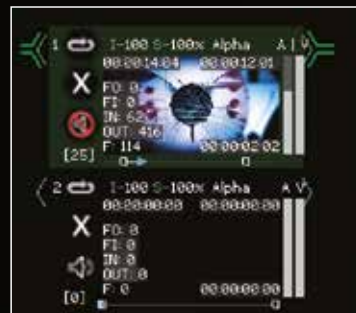 1 I-100 S-100% Alpha A V
00:00:14:04 00:00:12:01
FO: 0
FI: 0
IN: 62
OUT: 416
F: 114 00:00:02:02
[25]
2 I-100 S-100% Alpha A V
00:00:00:00 00:00:00:00
FO: 0
FI: 0
IN: 0
OUT: 0
F: 0 00:00:00:00
[0]